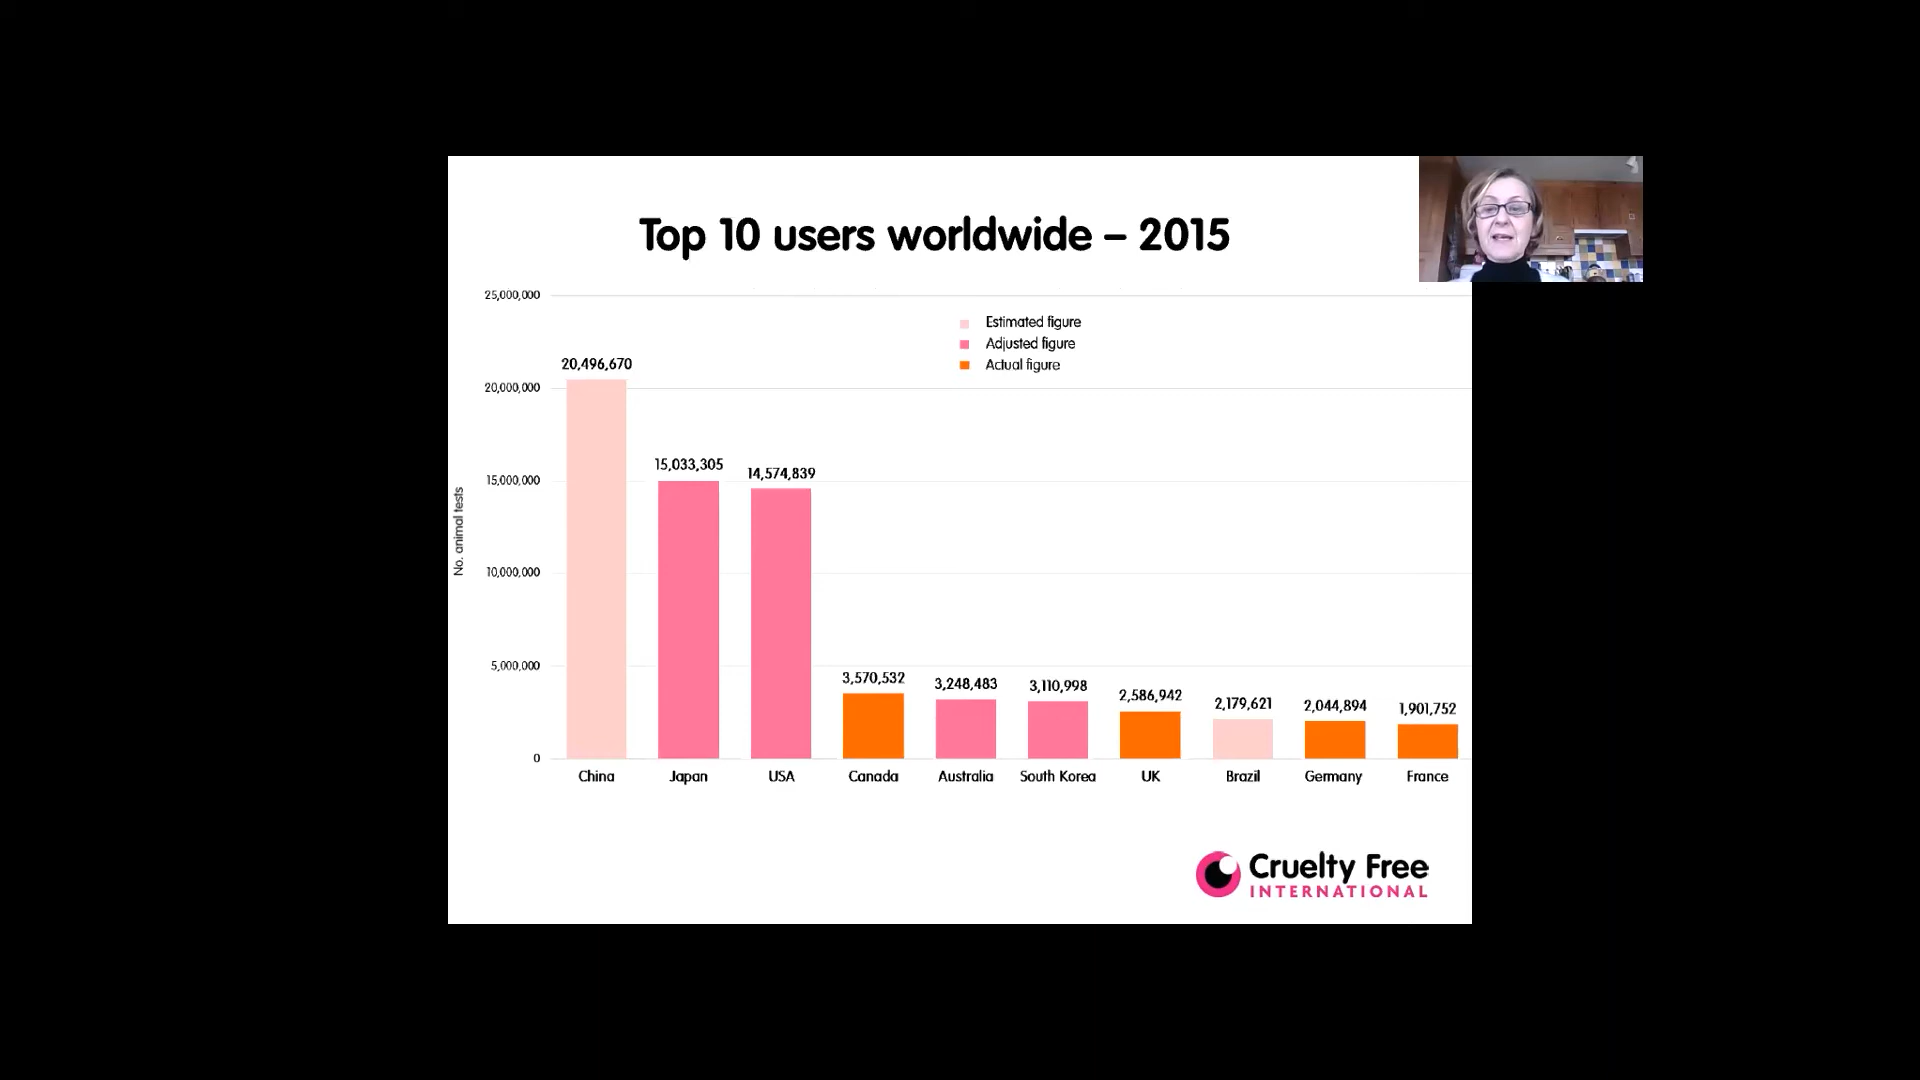 Top 10 users worldwide – 2015
25,000,000
20,000,000
15,000,000
10,000,000
5,000,000
0
No. animal tests
Estimated figure
Adjusted figure
Actual figure
20,496,670
15,033,305
14,574,839
3,570,532
3,248,483
3,110,998
2,586,942
2,179,621
2,044,894
1,901,752
China
Japan
USA
Canada
Australia
South Korea
UK
Brazil
Germany
France
Cruelty Free
INTERNATIONAL